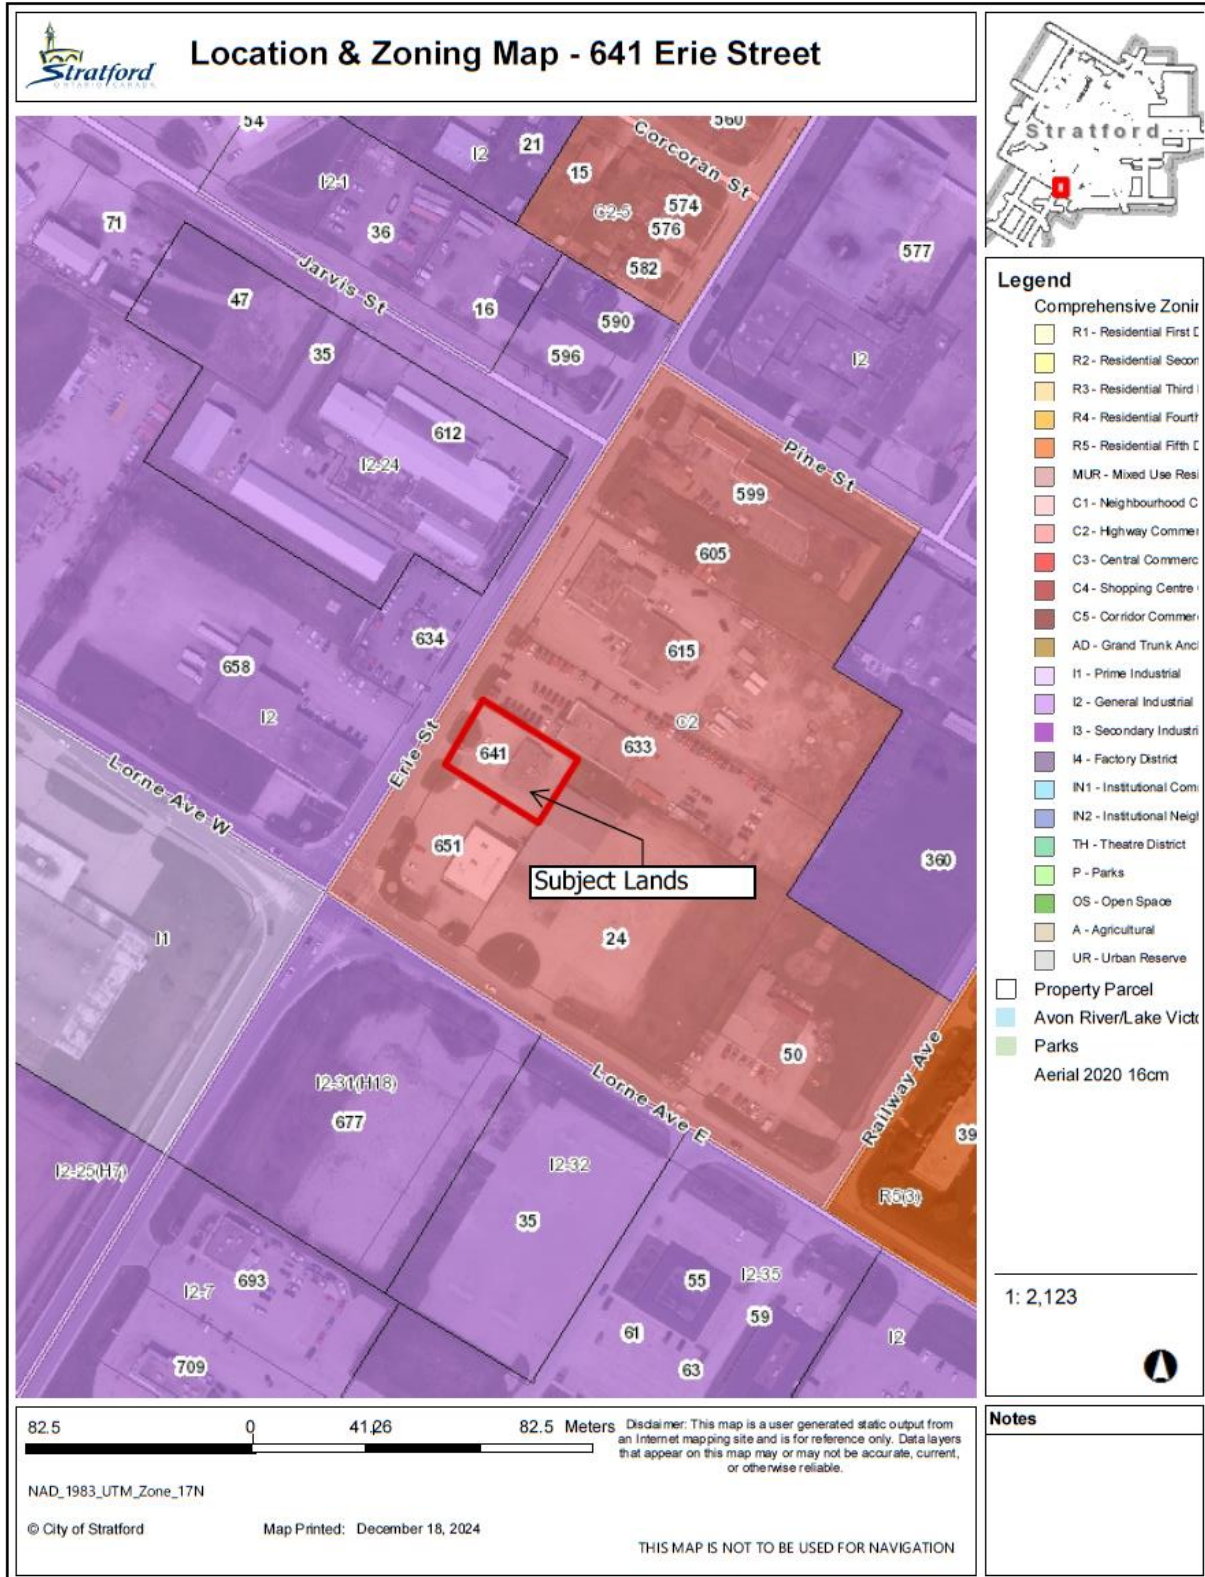 Stratford
ONTARIO CANADA
Location & Zoning Map - 641 Erie Street
54
I2
21
560
Corcoran St
I2-1
15
C2-5
574
576
71
36
577
Jarvis St
582
47
16
590
35
596
I2
612
I2-24
Pine St
599
605
634
615
658
I2
C2
Erie St
641
633
Lorne Ave W
651
360
Subject Lands
I1
24
50
Lorne Ave E
Railway Ave
I2-31(H18)
677
39
I2-25(H7)
I2-32
R5(3)
35
I2-7
693
55
I2-35
59
61
I2
709
63
Stratford
Legend
Comprehensive Zonin
R1 - Residential First D
R2 - Residential Secon
R3 - Residential Third
R4 - Residential Fourth
R5 - Residential Fifth D
MUR - Mixed Use Resi
C1 - Neighbourhood C
C2 - Highway Commer
C3 - Central Commerc
C4 - Shopping Centre
C5 - Corridor Commer
AD - Grand Trunk Anci
I1 - Prime Industrial
I2 - General Industrial
I3 - Secondary Industri
I4 - Factory District
IN1 - Institutional Com
IN2 - Institutional Neigh
TH - Theatre District
P - Parks
OS - Open Space
A - Agricultural
UR - Urban Reserve
Property Parcel
Avon River/Lake Victo
Parks
Aerial 2020 16cm
1: 2,123
Notes
82.5 0 41.26 82.5 Meters
Disclaimer: This map is a user generated static output from
an Internet mapping site and is for reference only. Data layers
that appear on this map may or may not be accurate, current,
or otherwise reliable.
NAD_1983_UTM_Zone_17N
© City of Stratford
Map Printed: December 18, 2024
THIS MAP IS NOT TO BE USED FOR NAVIGATION